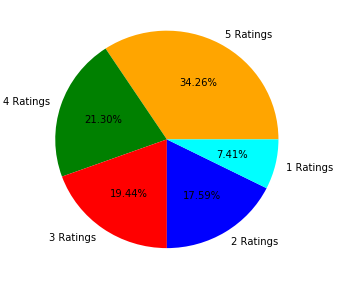 5 Ratings
34.26%
4 Ratings
21.30%
7.41%
1 Ratings
19.44%
17.59%
3 Ratings
2 Ratings